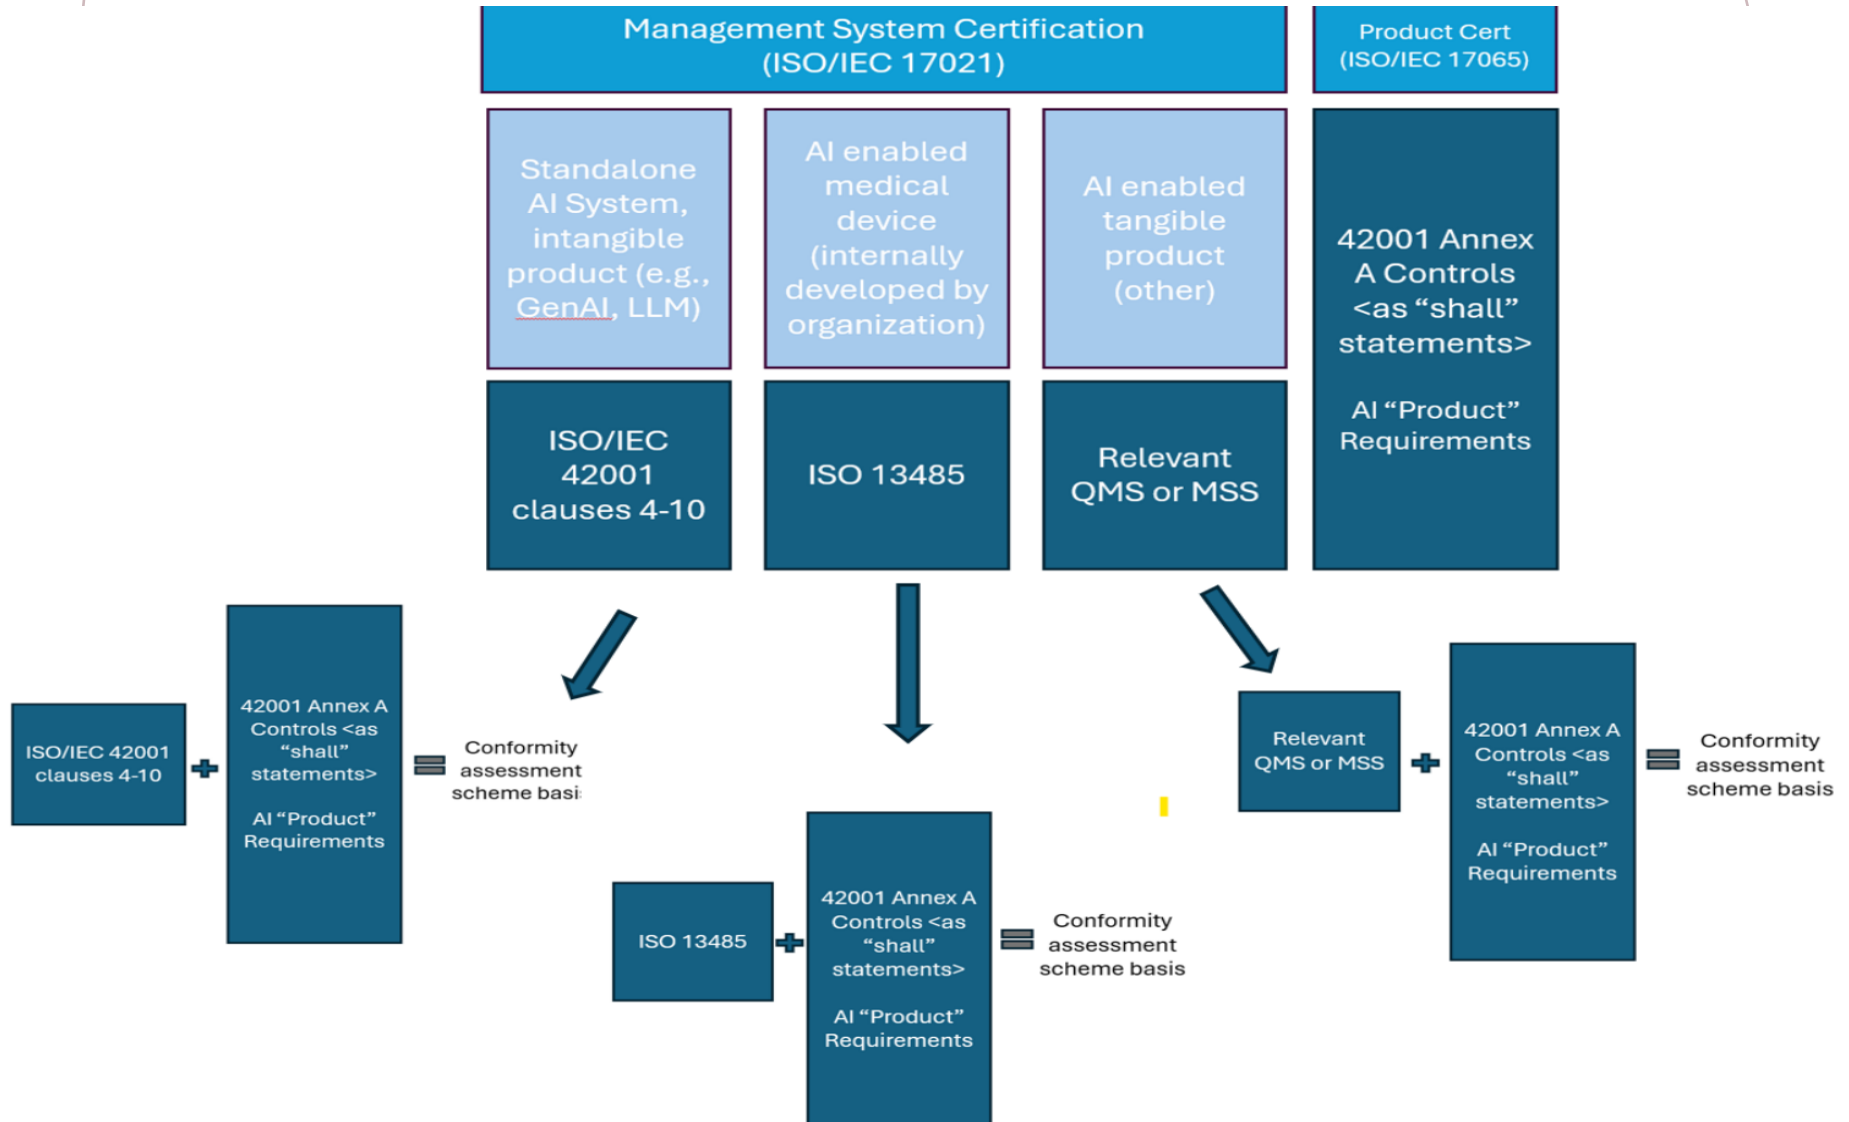 Management System Certification
(ISO/IEC 17021)
Product Cert
(ISO/IEC 17065)
Standalone
AI System,
intangible
product (e.g.,
GenAI, LLM)
AI enabled
medical
device
(internally
developed by
organization)
AI enabled
tangible
product
(other)
42001 Annex
A Controls
<as “shall”
statements>
AI “Product”
Requirements
ISO/IEC
42001
clauses 4-10
ISO 13485
Relevant
QMS or MSS
ISO/IEC 42001
clauses 4-10
42001 Annex A
Controls <as
“shall”
statements>
AI “Product”
Requirements
Conformity
assessment
scheme basi
ISO 13485
42001 Annex A
Controls <as
“shall”
statements>
AI “Product”
Requirements
Conformity
assessment
scheme basis
Relevant
QMS or MSS
42001 Annex A
Controls <as
“shall”
statements>
AI “Product”
Requirements
Conformity
assessment
scheme basis